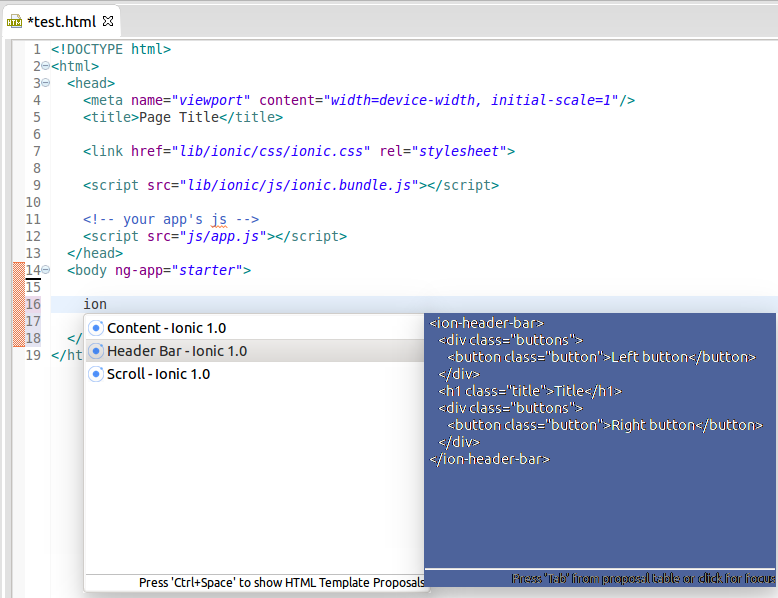 *test.html
1 <!DOCTYPE html>
2 <html>
3 <head>
4 <meta name="viewport" content="width=device-width, initial-scale=1"/>
5 <title>Page Title</title>
6
7 <link href="lib/ionic/css/ionic.css" rel="stylesheet">
8
9 <script src="lib/ionic/js/ionic.bundle.js"></script>
10
11 <!-- your app's js -->
12 <script src="js/app.js"></script>
13 </head>
14 <body ng-app="starter">
15
16 ion
17
18 </
19 </ht
Content - Ionic 1.0
Header Bar - Ionic 1.0
Scroll - Ionic 1.0
Press 'Ctrl+Space' to show HTML Template Proposals
<ion-header-bar>
<div class="buttons">
<button class="button">Left button</button>
</div>
<h1 class="title">Title</h1>
<div class="buttons">
<button class="button">Right button</button>
</div>
</ion-header-bar>
Press 'Tab' from proposal table or click for focus